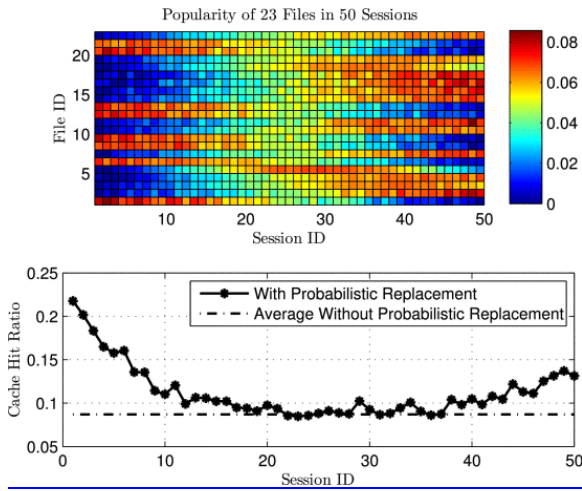 Popularity of 23 Files in 50 Sessions
20
15
10
5
File ID
10 20 30 40 50
Session ID
0.08
0.06
0.04
0.02
0
0.25
0.2
0.15
0.1
0.05
Cache Hit Ratio
With Probabilistic Replacement
Average Without Probabilistic Replacement
0 10 20 30 40 50
Session ID